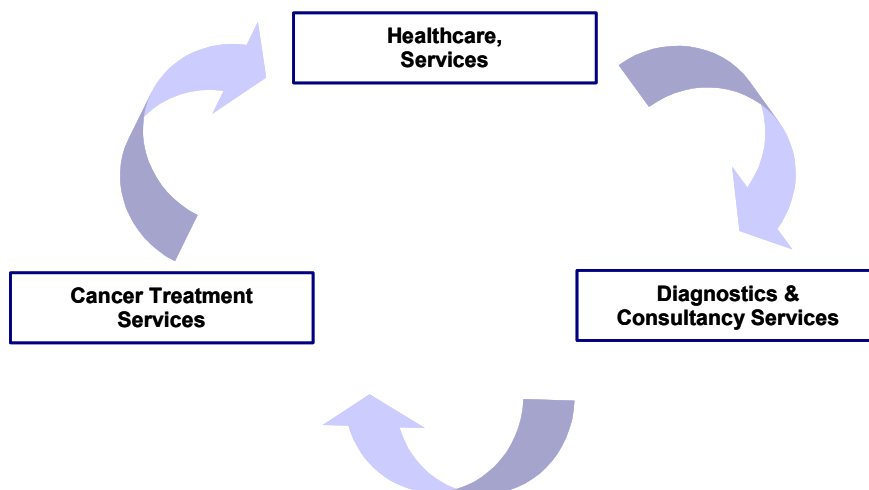 Healthcare,
Services
Cancer Treatment
Services
Diagnostics &
Consultancy Services